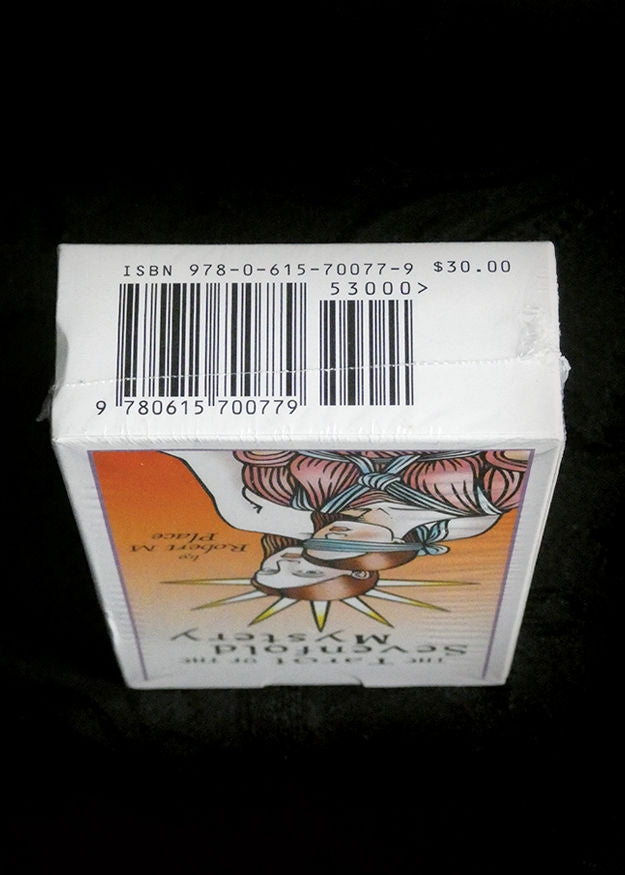 ISBN 978-0-615-70077-9 $30.00
53000>
9 780615 700779
THE TAROT OF THE
SEVENFOLD
MYSTERY
by
Robert M
Place